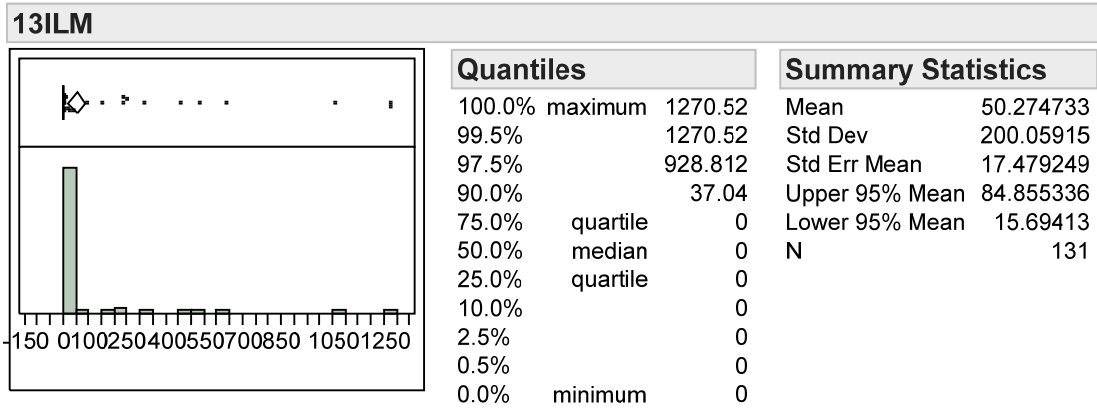 13ILM
-150 0100250400550700850 10501250
Quantiles
100.0% maximum 1270.52
99.5% 1270.52
97.5% 928.812
90.0% 37.04
75.0% quartile 0
50.0% median 0
25.0% quartile 0
10.0% 0
2.5% 0
0.5% 0
0.0% minimum 0
Summary Statistics
Mean 50.274733
Std Dev 200.05915
Std Err Mean 17.479249
Upper 95% Mean 84.855336
Lower 95% Mean 15.69413
N 131